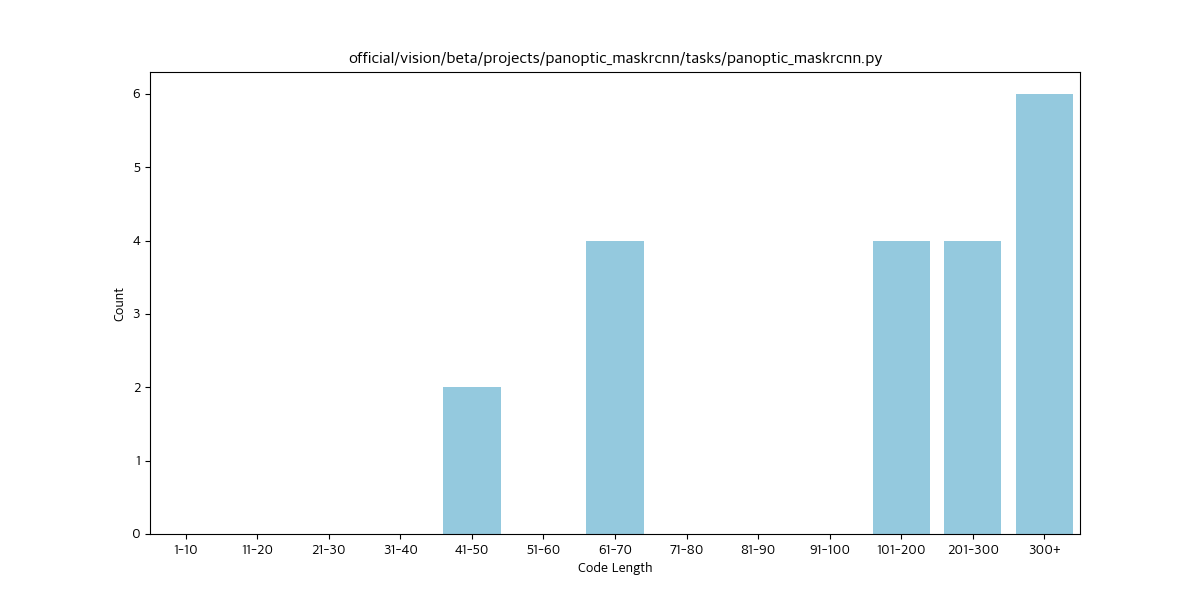 official/vision/beta/projects/panoptic_maskrcnn/tasks/panoptic_maskrcnn.py
6
5
4
3
2
1
0
Count
1-10 11-20 21-30 31-40 41-50 51-60 61-70 71-80 81-90 91-100 101-200 201-300 300+
Code Length